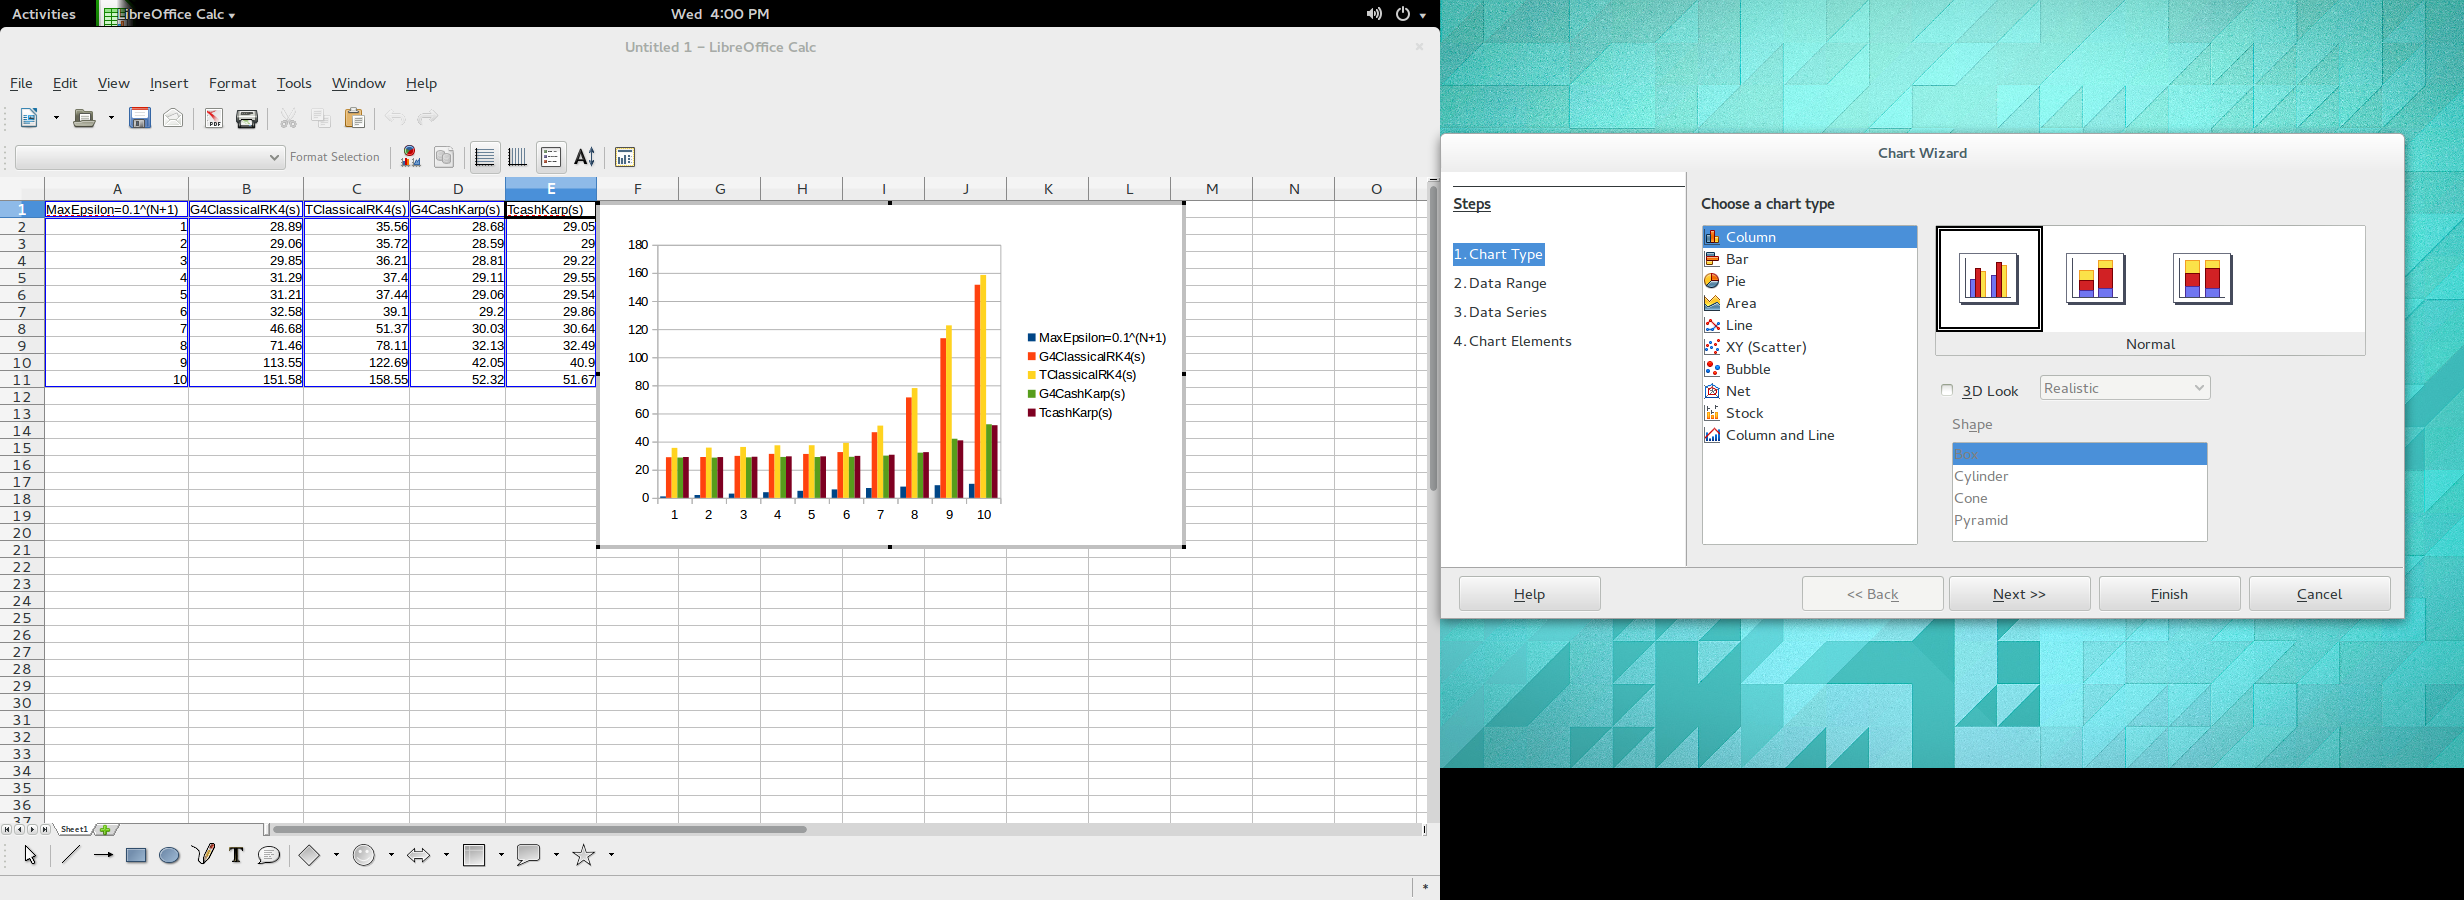 Activities LibreOffice Calc Wed 4:00 PM
Untitled 1 – LibreOffice Calc
File Edit View Insert Format Tools Window Help
Format Selection
A B C D E F G H I J K L M N O
1 MaxEpsilon=0.1^(N+1) G4ClassicalRK4(s) TClassicalRK4(s) G4CashKarp(s) TcashKarp(s)
2 1 28.89 35.56 28.68 29.05
3 2 29.06 35.72 28.59 29
4 3 29.85 36.21 28.81 29.22
5 4 31.29 37.4 29.11 29.55
6 5 31.21 37.44 29.06 29.54
7 6 32.58 39.1 29.2 29.86
8 7 46.68 51.37 30.03 30.64
9 8 71.46 78.11 32.13 32.49
10 9 113.55 122.69 42.05 40.9
11 10 151.58 158.55 52.32 51.67
12
13
14
15
16
17
18
19
20
21
22
23
24
25
26
27
28
29
30
31
32
33
34
35
36
37
180
160
140
120
100
80
60
40
20
0
1 2 3 4 5 6 7 8 9 10
MaxEpsilon=0.1^(N+1)
G4ClassicalRK4(s)
TClassicalRK4(s)
G4CashKarp(s)
TcashKarp(s)
Sheet1
*
Chart Wizard
Steps
1. Chart Type
2. Data Range
3. Data Series
4. Chart Elements
Choose a chart type
Column
Bar
Pie
Area
Line
XY (Scatter)
Bubble
Net
Stock
Column and Line
Normal
3D Look Realistic
Shape
Box
Cylinder
Cone
Pyramid
Help << Back Next >> Finish Cancel